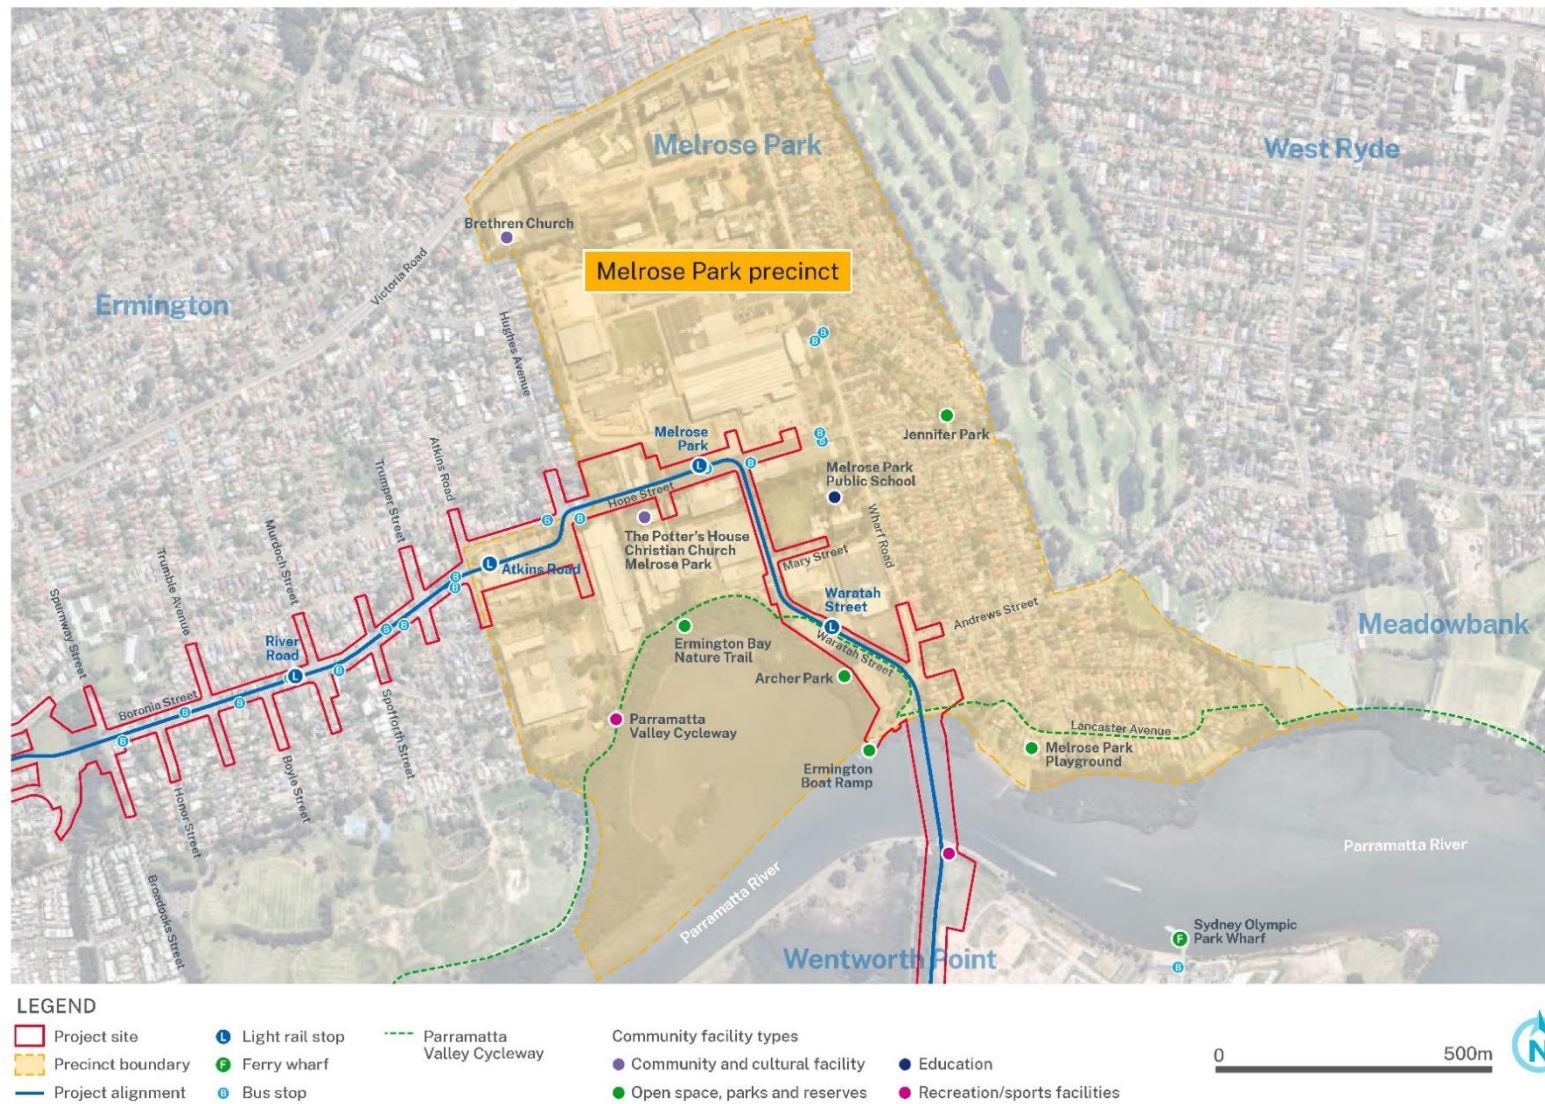 Melrose Park
West Ryde
Brethren Church
Melrose Park precinct
Victoria Road
Ermington
Hughes Avenue
Jennifer Park
Melrose
Park
Atkins Road
Trumper Street
Murdoch Street
Trumble Avenue
Spurnway Street
Hope Street
Melrose Park
Public School
Wharf Road
The Potter's House
Christian Church
Melrose Park
Mary Street
L
Atkins Road
Waratah
Street
Waratah Street
Andrews Street
Meadowbank
River
Road
Boronia Street
Ermington Bay
Nature Trail
Archer Park
Spofforth Street
Boyle Street
Honor Street
Broadoaks Street
Parramatta
Valley Cycleway
Lancaster Avenue
Melrose Park
Playground
Ermington
Boat Ramp
Parramatta River
Parramatta River
Wentworth Point
F
Sydney Olympic
Park Wharf
B
LEGEND
Project site
L Light rail stop
Parramatta
Valley Cycleway
Community facility types
0 500m
N
Precinct boundary
F Ferry wharf
Community and cultural facility
Education
Project alignment
B Bus stop
Open space, parks and reserves
Recreation/sports facilities